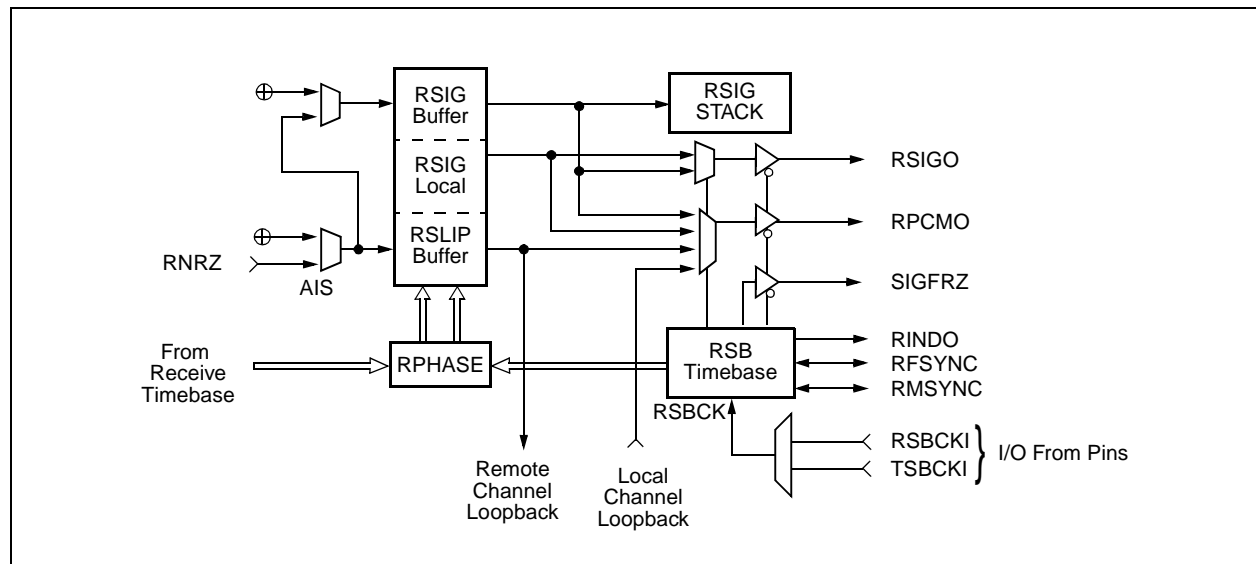 RSIG
Buffer
RSIG
Local
RSLIP
Buffer
RSIG
STACK
RSIGO
RPCMO
SIGFRZ
RNRZ
AIS
From
Receive
Timebase
RPHASE
RSB
Timebase
RINDO
RFSYNC
RMSYNC
RSBCK
RSBCKI
TSBCKI
I/O From Pins
Remote
Channel
Loopback
Local
Channel
Loopback